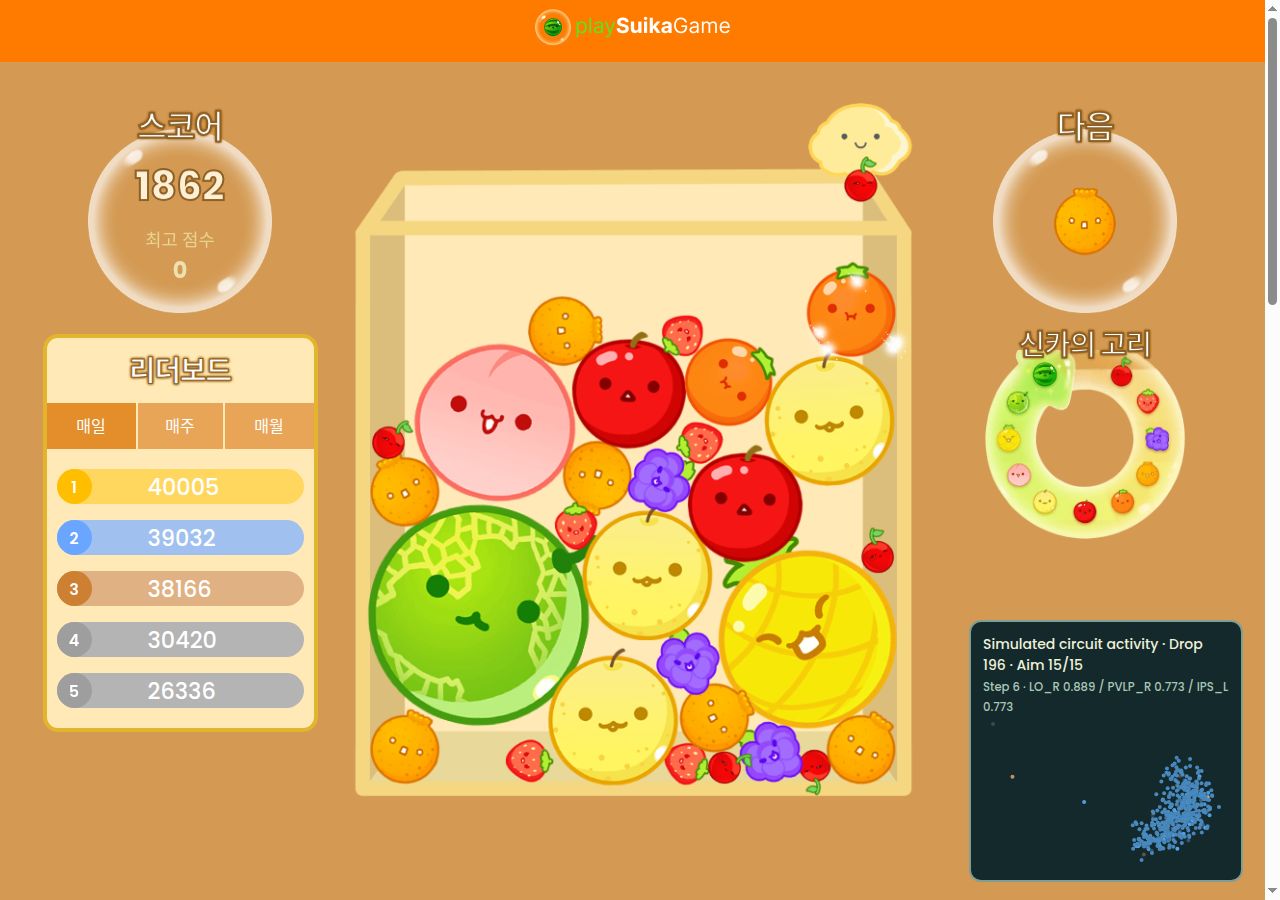 playSuikaGame
스코어
1862
최고 점수
0
다음
리더보드
매일 매주 매월
1 40005
2 39032
3 38166
4 30420
5 26336
신카의 고리
Simulated circuit activity · Drop
196 · Aim 15/15
Step 6 · LO_R 0.889 / PVLP_R 0.773 / IPS_L
0.773